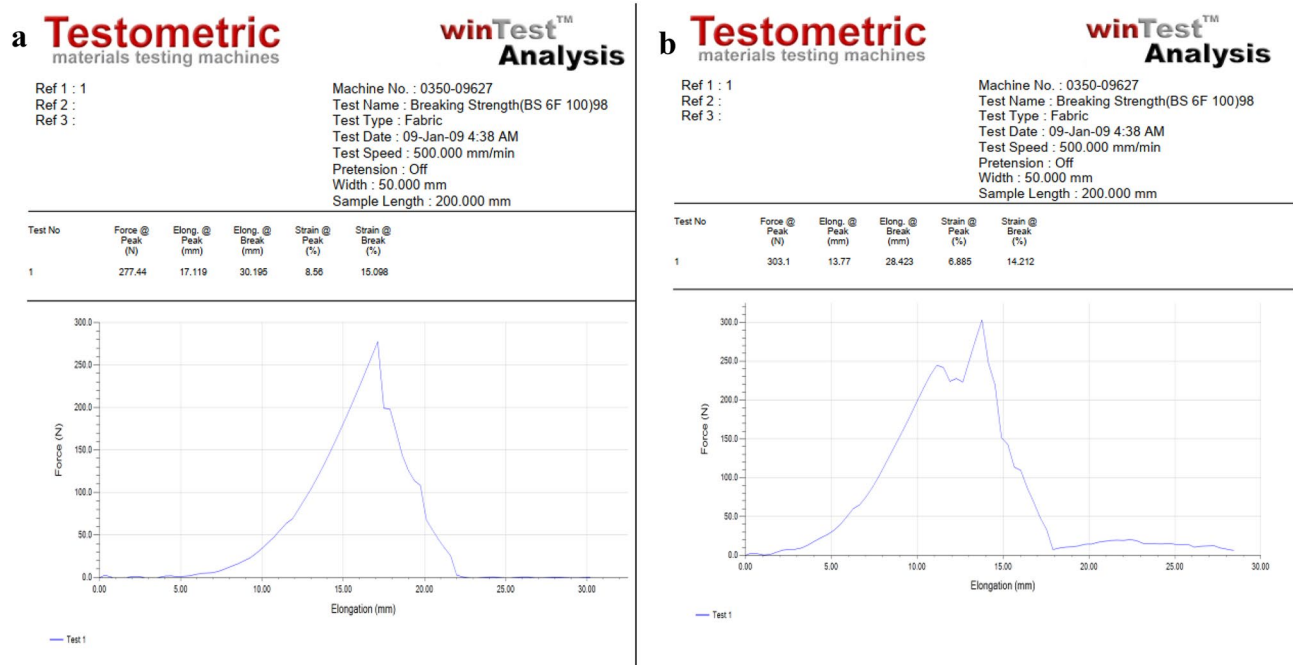 a
Testometric
materials testing machines
winTest™
Analysis
Ref 1 : 1
Ref 2 :
Ref 3 :
Machine No. : 0350-09627
Test Name : Breaking Strength(BS 6F 100)98
Test Type : Fabric
Test Date : 09-Jan-09 4:38 AM
Test Speed : 500.000 mm/min
Pretension : Off
Width : 50.000 mm
Sample Length : 200.000 mm
Test No Force @ Elong. @ Elong. @ Strain @ Strain @
Peak Peak Break Peak Break
(N) (mm) (mm) (%) (%)
1 277.44 17.119 30.195 8.56 15.098
300.0
250.0
200.0
150.0
100.0
50.0
0.0
Force (N)
0.00 5.00 10.00 15.00 20.00 25.00 30.00
Elongation (mm)
Test 1
b
Testometric
materials testing machines
winTest™
Analysis
Ref 1 : 1
Ref 2 :
Ref 3 :
Machine No. : 0350-09627
Test Name : Breaking Strength(BS 6F 100)98
Test Type : Fabric
Test Date : 09-Jan-09 4:38 AM
Test Speed : 500.000 mm/min
Pretension : Off
Width : 50.000 mm
Sample Length : 200.000 mm
Test No Force @ Elong. @ Elong. @ Strain @ Strain @
Peak Peak Break Peak Break
(N) (mm) (mm) (%) (%)
1 303.1 13.77 28.423 6.885 14.212
300.0
250.0
200.0
150.0
100.0
50.0
0.0
Force (N)
0.00 5.00 10.00 15.00 20.00 25.00 30.00
Elongation (mm)
Test 1